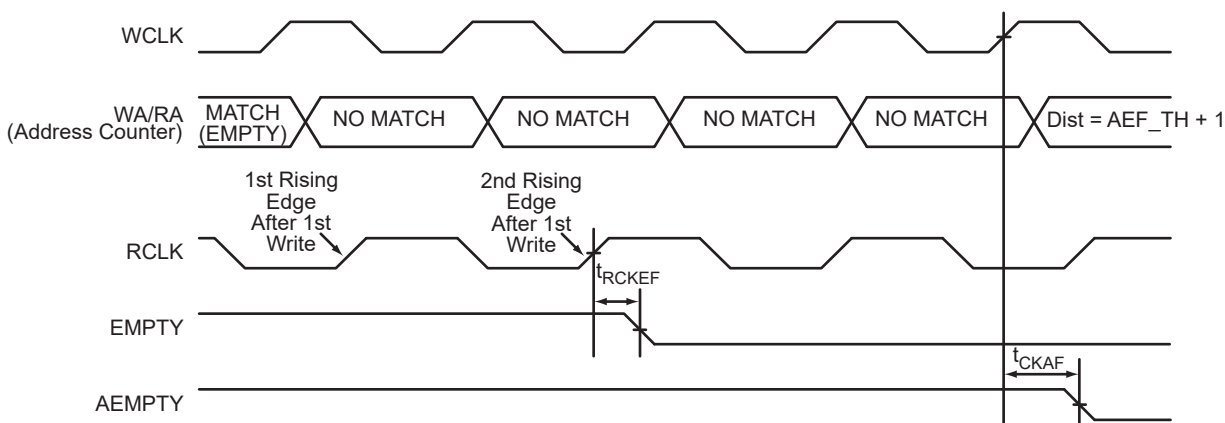 WCLK
WA/RA
(Address Counter)
MATCH
(EMPTY)
NO MATCH
NO MATCH
NO MATCH
NO MATCH
Dist = AEF_TH + 1
1st Rising
Edge
After 1st
Write
2nd Rising
Edge
After 1st
Write
RCLK
tRCKEF
EMPTY
tCKAF
AEMPTY